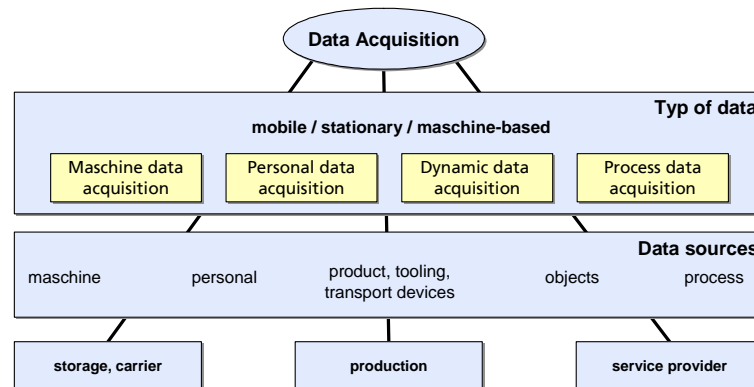 Data Acquisition
Typ of data
mobile / stationary / maschine-based
Maschine data
acquisition
Personal data
acquisition
Dynamic data
acquisition
Process data
acquisition
Data sources
maschine
personal
product, tooling,
transport devices
objects
process
storage, carrier
production
service provider